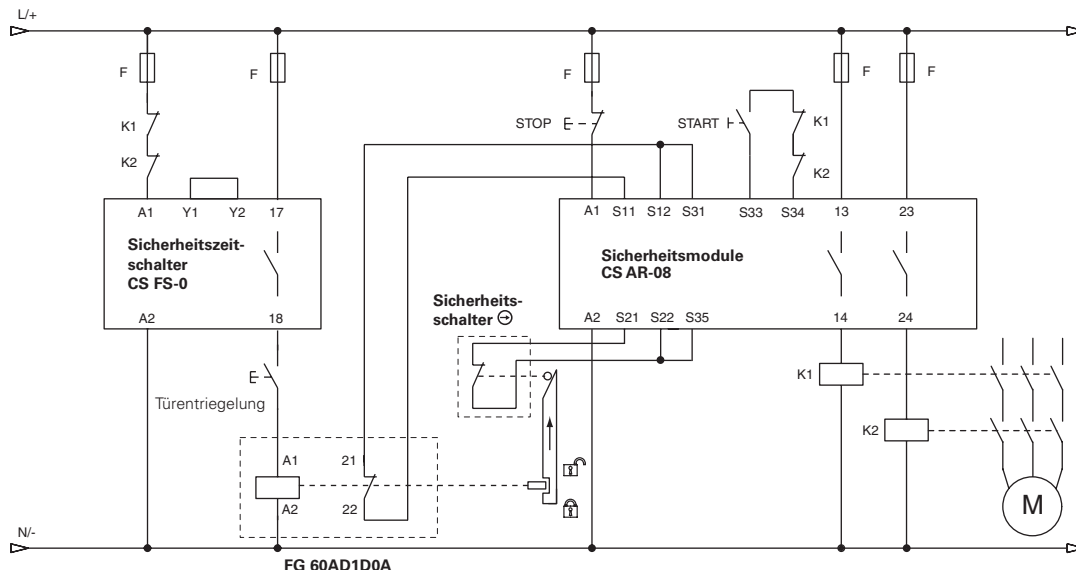 L/+
F
F
F
F
F
K1
K2
STOP
START
K1
K2
A1 Y1 Y2 17
A1 S11 S12 S31 S33 S34 13 23
Sicherheitszeit-
schalter
CS FS-0
Sicherheitsmodule
CS AR-08
A2 18
Sicherheits-
schalter
A2 S21 S22 S35 14 24
K1
Türentriegelung
K2
A1 21
A2 22
M
N/-
FG 60AD1D0A